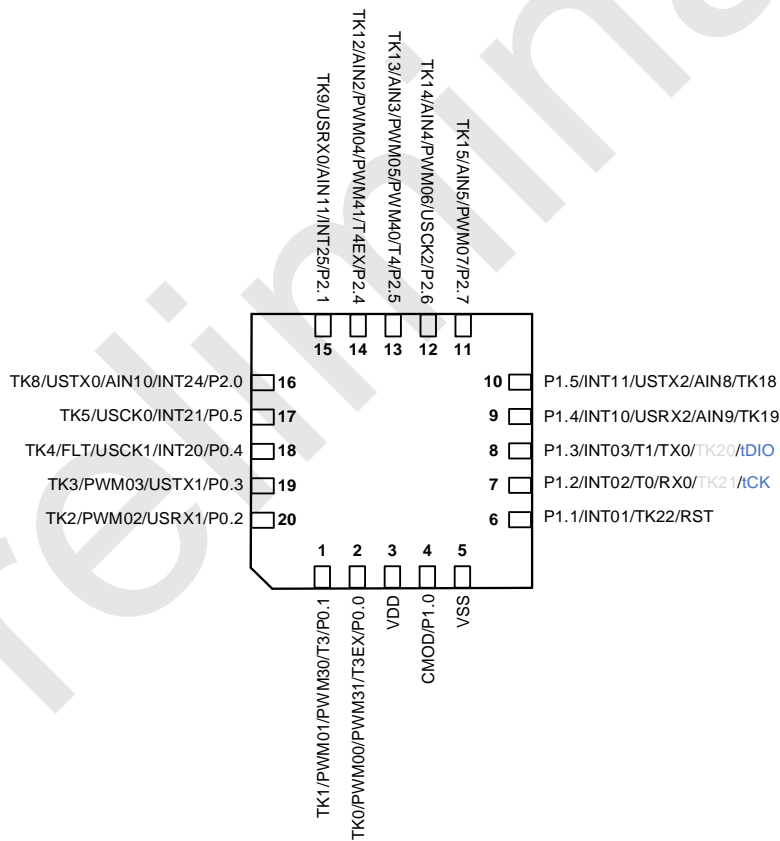 relimina
TK9/USRX0/AIN11/INT25/P2.1
TK12/AIN2/PWM04/PWM41/T4EX/P2.4
TK13/AIN3/PWM05/PWM40/T4/P2.5
TK14/AIN4/PWM06/USCK2/P2.6
TK15/AIN5/PWM07/P2.7
15 14 13 12 11
TK8/USTX0/AIN10/INT24/P2.0 16
10 P1.5/INT11/USTX2/AIN8/TK18
TK5/USCK0/INT21/P0.5 17
9 P1.4/INT10/USRX2/AIN9/TK19
TK4/FLT/USCK1/INT20/P0.4 18
8 P1.3/INT03/T1/TX0/TK20/tDIO
TK3/PWM03/USTX1/P0.3 19
7 P1.2/INT02/T0/RX0/TK21/tCK
TK2/PWM02/USRX1/P0.2 20
6 P1.1/INT01/TK22/RST
1 2 3 4 5
TK1/PWM01/PWM30/T3/P0.1
TK0/PWM00/PWM31/T3EX/P0.0
VDD
CMOD/P1.0
VSS